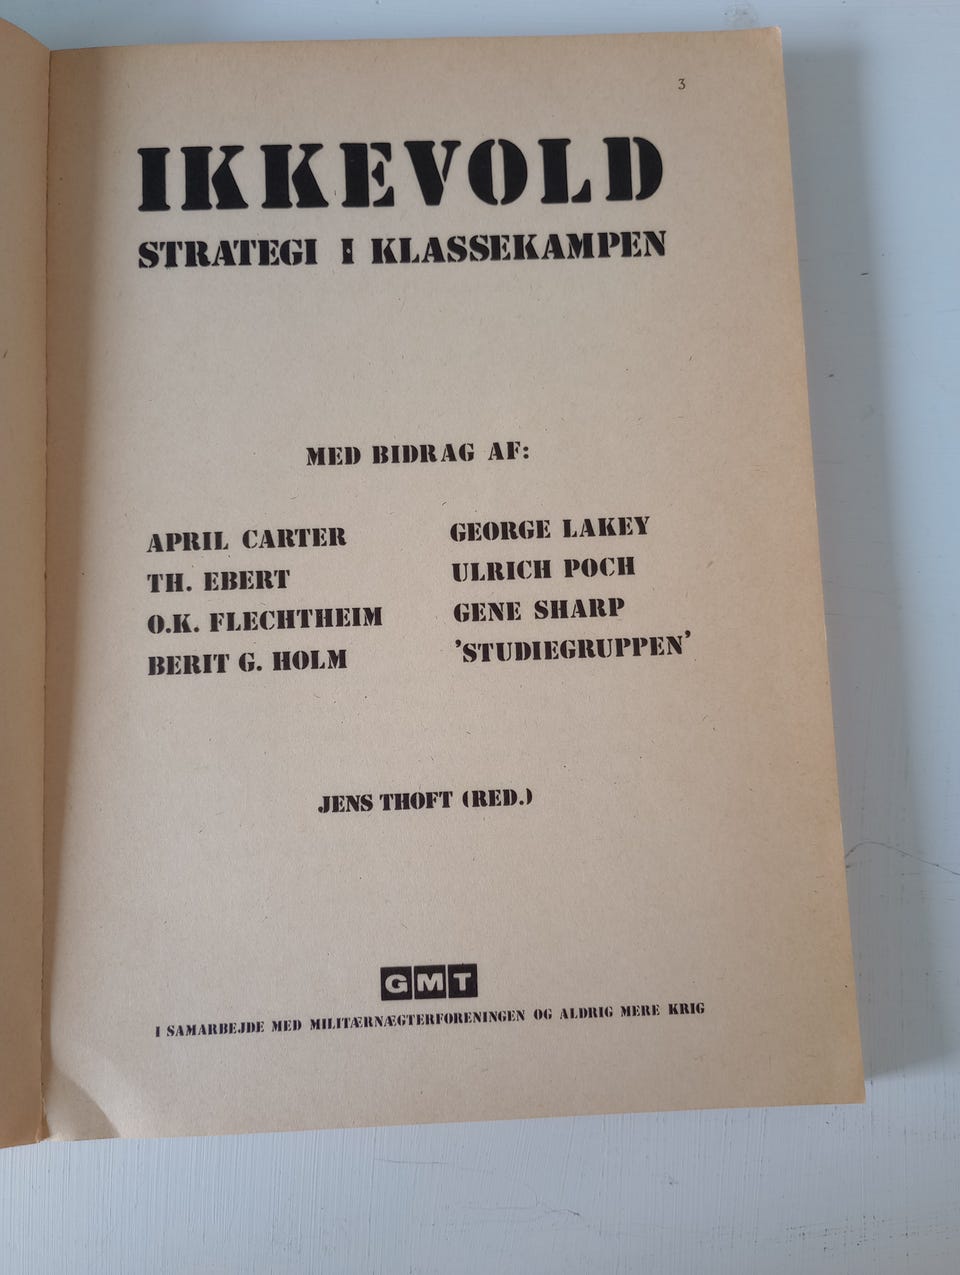 3
IKKEVOLD
STRATEGI I KLASSEKAMPEN
MED BIDRAG AF:
APRIL CARTER
TH. EBERT
O.K. FLECHTHEIM
BERIT G. HOLM
GEORGE LAKEY
ULRICH POCH
GENE SHARP
'STUDIEGRUPPEN'
JENS THOFT (RED.)
GMT
I SAMARBEJDE MED MILITÆRNÆGTERFORENINGEN OG ALDRIG MERE KRIG